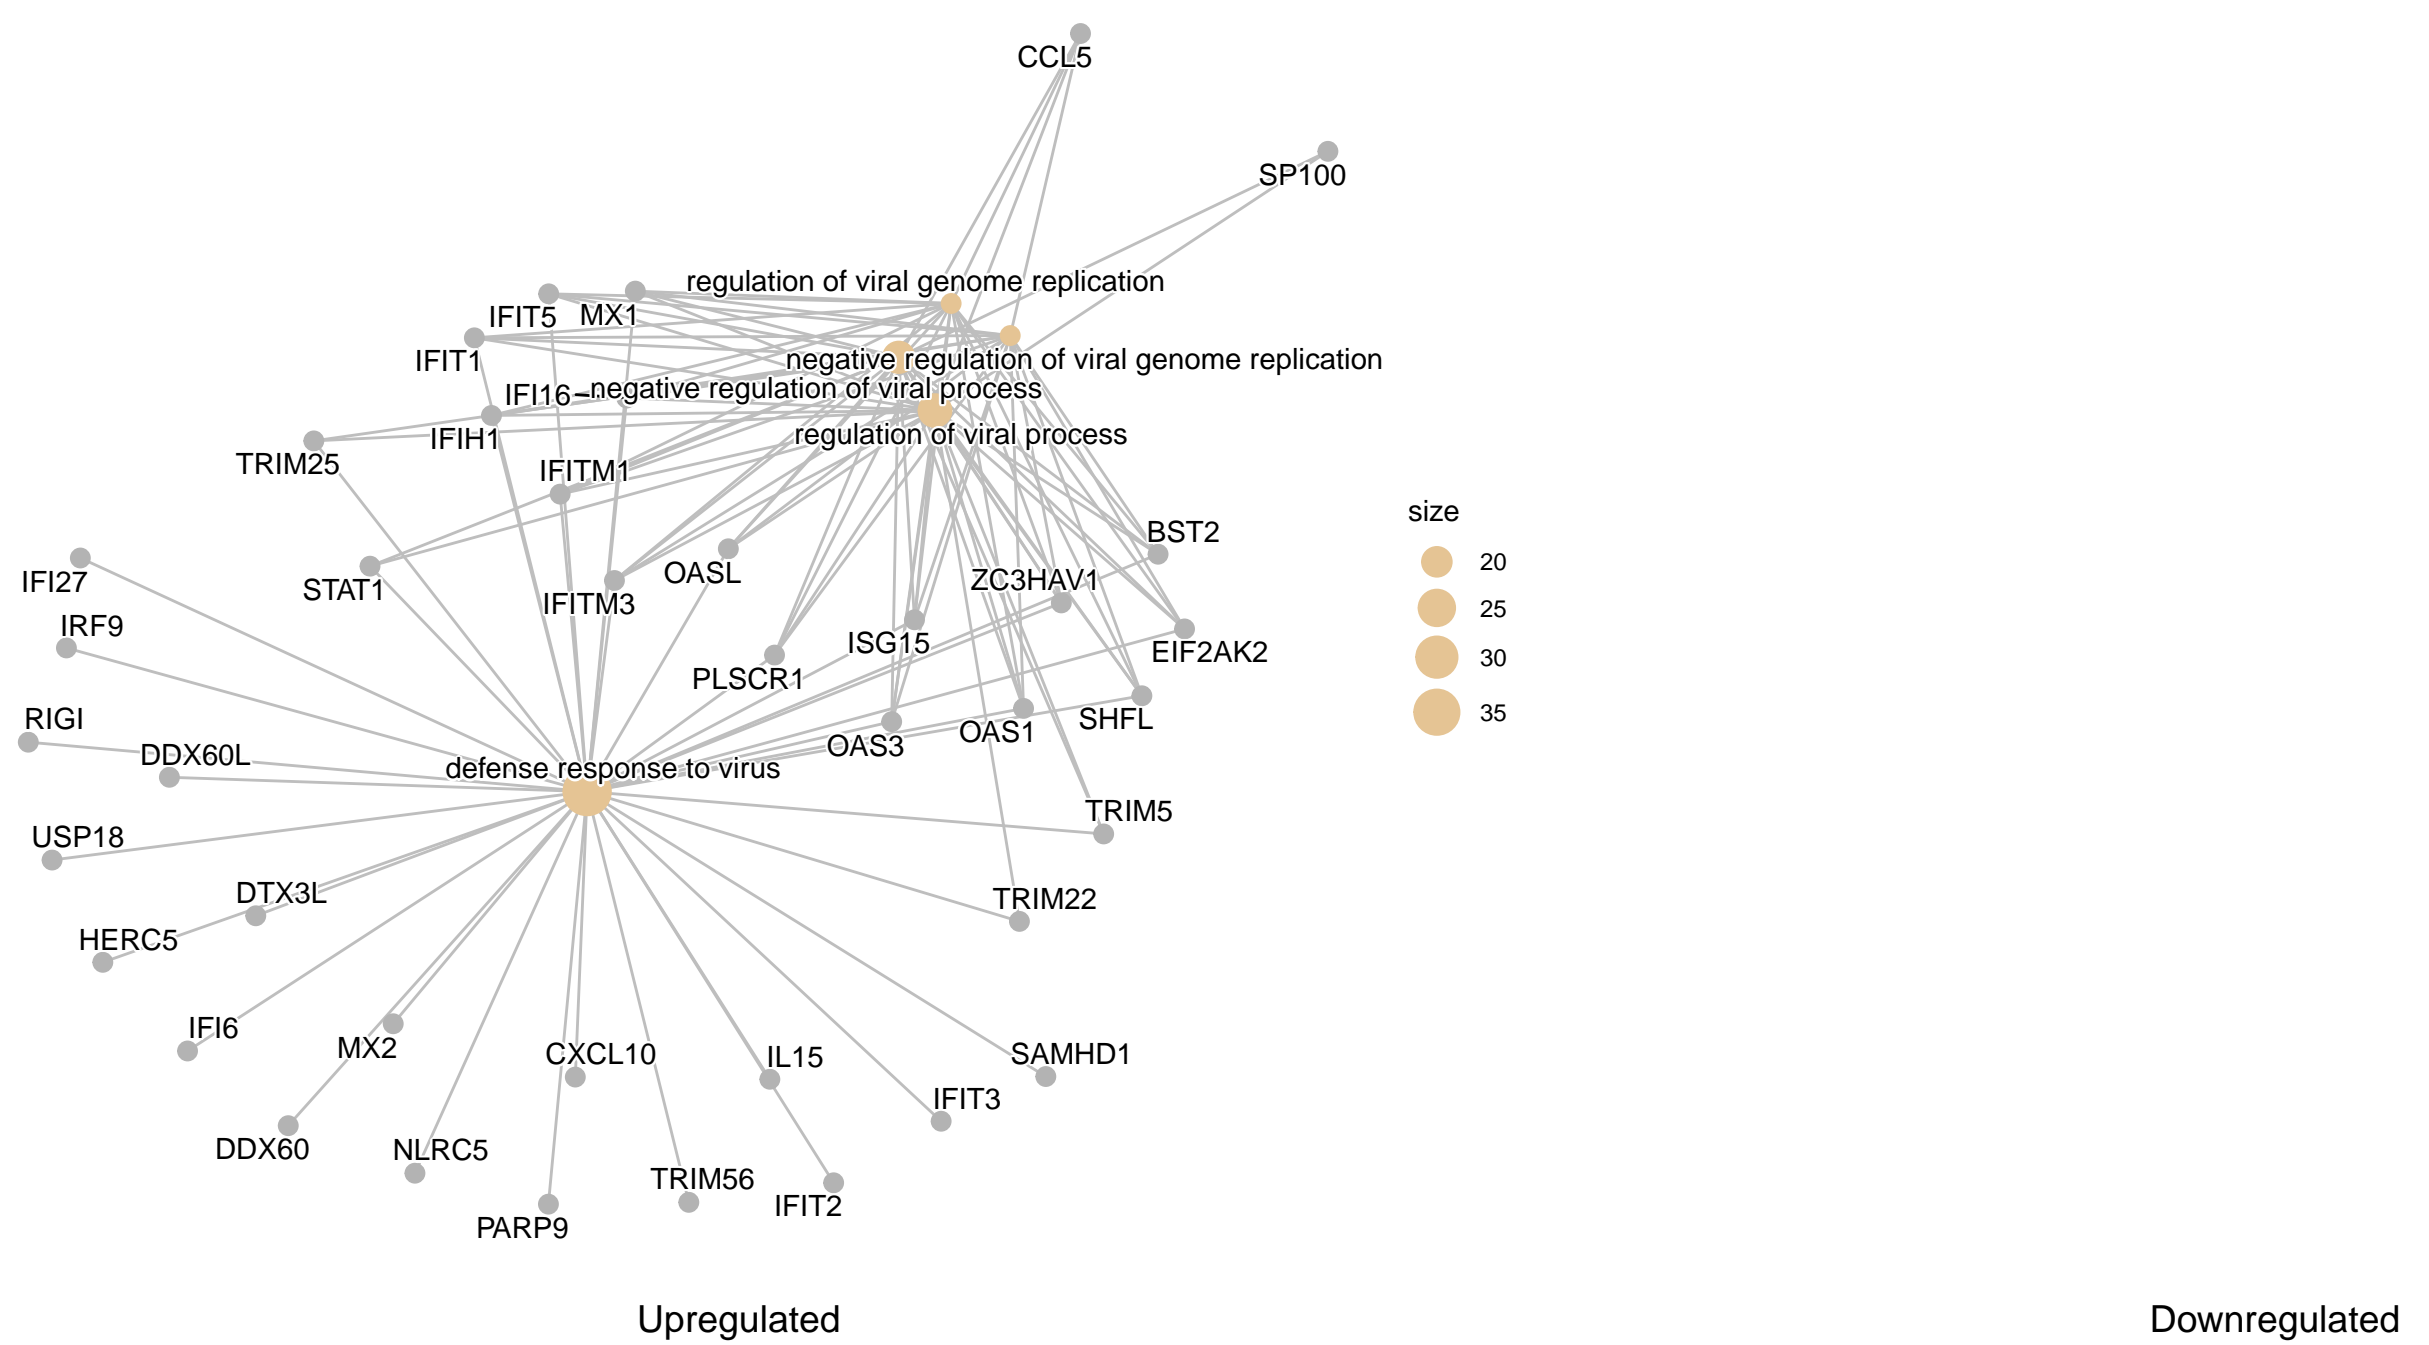 CCL5
SP100
regulation of viral genome replication
IFIT5
MX1
IFIT1
negative regulation of viral genome replication
IFI16
negative regulation of viral process
regulation of viral process
IFIH1
TRIM25
IFITM1
size
BST2
20
IFI27
STAT1
IFITM3
OASL
ZC3HAV1
25
IRF9
ISG15
EIF2AK2
30
PLSCR1
RIGI
SHFL
35
OAS1
OAS3
DDX60L
defense response to virus
TRIM5
USP18
DTX3L
TRIM22
HERC5
IFI6
MX2
CXCL10
IL15
SAMHD1
IFIT3
DDX60
NLRC5
TRIM56
IFIT2
PARP9
Upregulated
Downregulated